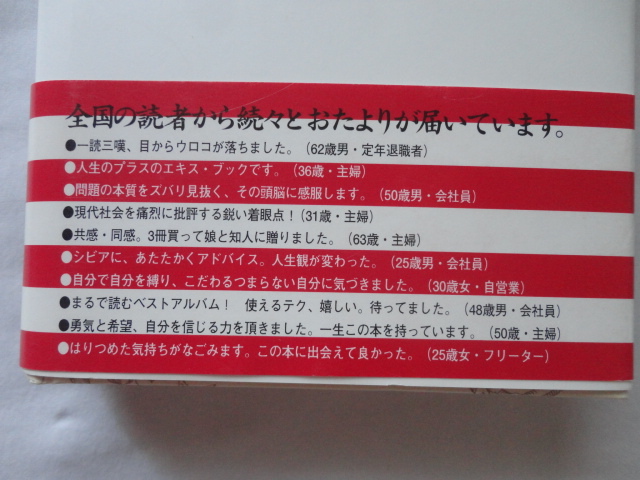 全国の読者から続々とおたよりが届いています。
●一読三嘆、目からウロコが落ちました。(62歳男・定年退職者)
●人生のプラスのエキス・ブックです。(36歳・主婦)
●問題の本質をズバリ見抜く、その頭脳に感服します。(50歳男・会社員)
●現代社会を痛烈に批評する鋭い着眼点!(31歳・主婦)
●共感・同感。3冊買って娘と知人に贈りました。(63歳・主婦)
●シビアに、あたたかくアドバイス。人生観が変わった。(25歳男・会社員)
●自分で自分を縛り、こだわるつまらない自分に気づきました。(30歳女・自営業)
●まるで読むベストアルバム! 使えるテク、嬉しい。待ってました。(48歳男・会社員)
●勇気と希望、自分を信じる力を頂きました。一生この本を持っています。(50歳・主婦)
●はりつめた気持ちがなごみます。この本に出会えて良かった。(25歳女・フリーター)